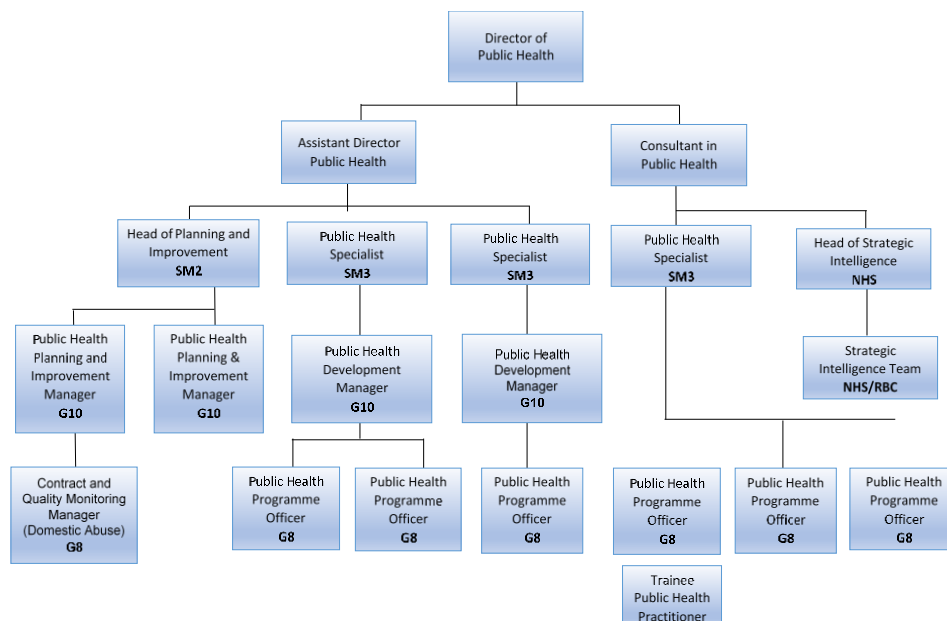 Director of
Public Health
Assistant Director
Public Health
Consultant in
Public Health
Head of Planning and
Improvement
SM2
Public Health
Specialist
SM3
Public Health
Specialist
SM3
Public Health
Specialist
SM3
Head of Strategic
Intelligence
NHS
Public Health
Planning and
Improvement
Manager
G10
Public Health
Planning &
Improvement
Manager
G10
Public Health
Development
Manager
G10
Public Health
Development
Manager
G10
Strategic
Intelligence Team
NHS/RBC
Contract and
Quality Monitoring
Manager
(Domestic Abuse)
G8
Public Health
Programme
Officer
G8
Public Health
Programme
Officer
G8
Public Health
Programme
Officer
G8
Public Health
Programme
Officer
G8
Public Health
Programme
Officer
G8
Public Health
Programme
Officer
G8
Trainee
Public Health
Practitioner